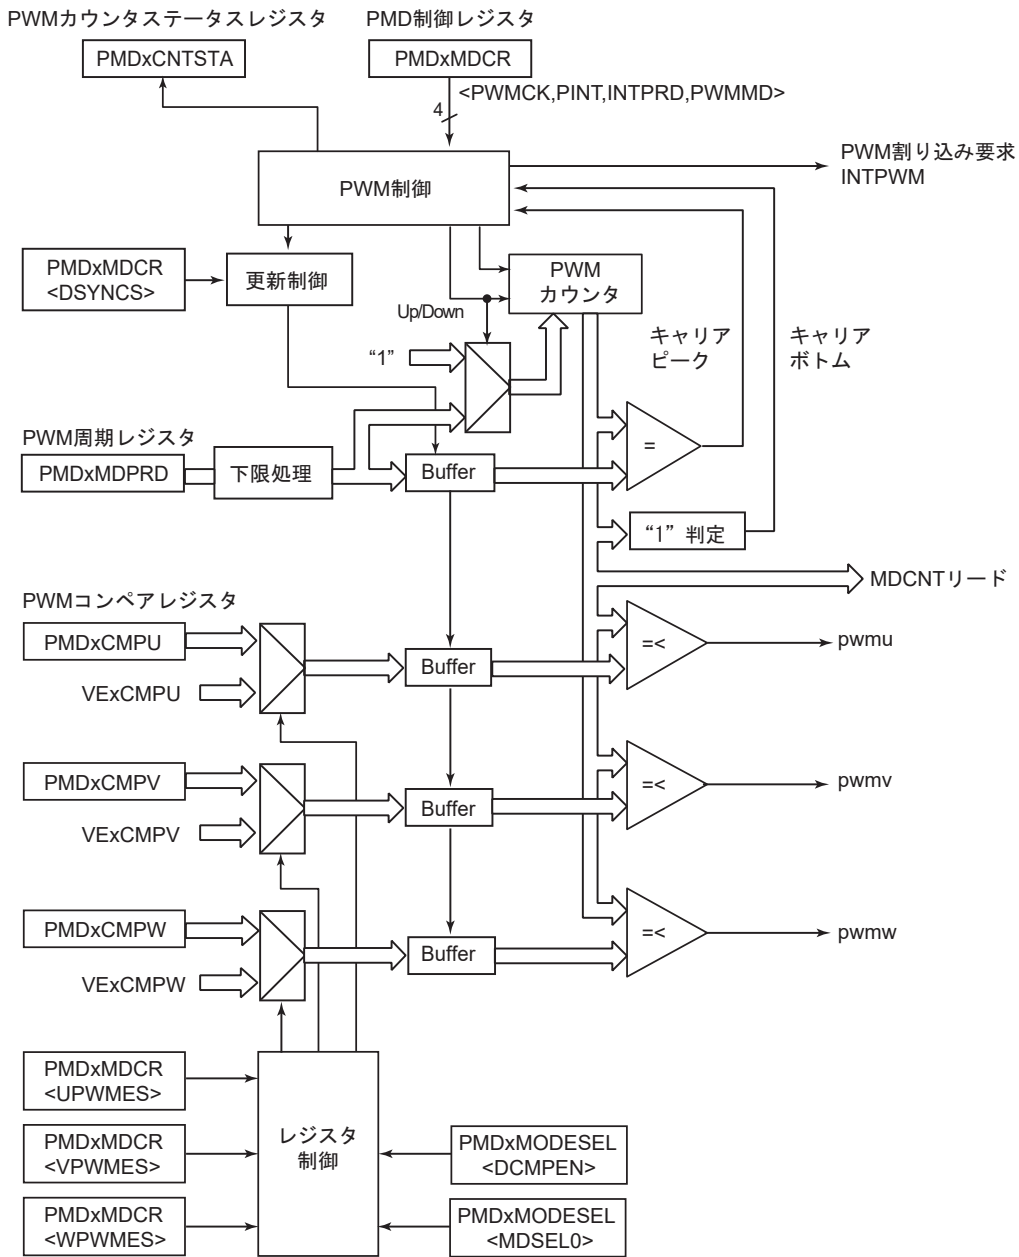 PWMカウンタステータスレジスタ
PMD制御レジスタ
PMDxCNTSTA
PMDxMDCR
<PWMCK,PINT,INTPRD,PWMMD>
4
PWM制御
PWM割り込み要求
INTPWM
PMDxMDCR
<DSYNCS>
更新制御
PWM
カウンタ
Up/Down
キャリア
ピーク
キャリア
ボトム
“1”
=
PWM周期レジスタ
PMDxMDPRD
下限処理
Buffer
“1” 判定
MDCNTリード
PWMコンペアレジスタ
PMDxCMPU
VExCMPU
Buffer
=<
pwmu
PMDxCMPV
VExCMPV
Buffer
=<
pwmv
PMDxCMPW
VExCMPW
Buffer
=<
pwmw
PMDxMDCR
<UPWMES>
PMDxMDCR
<VPWMES>
PMDxMDCR
<WPWMES>
レジスタ
制御
PMDxMODESEL
<DCMPEN>
PMDxMODESEL
<MDSEL0>